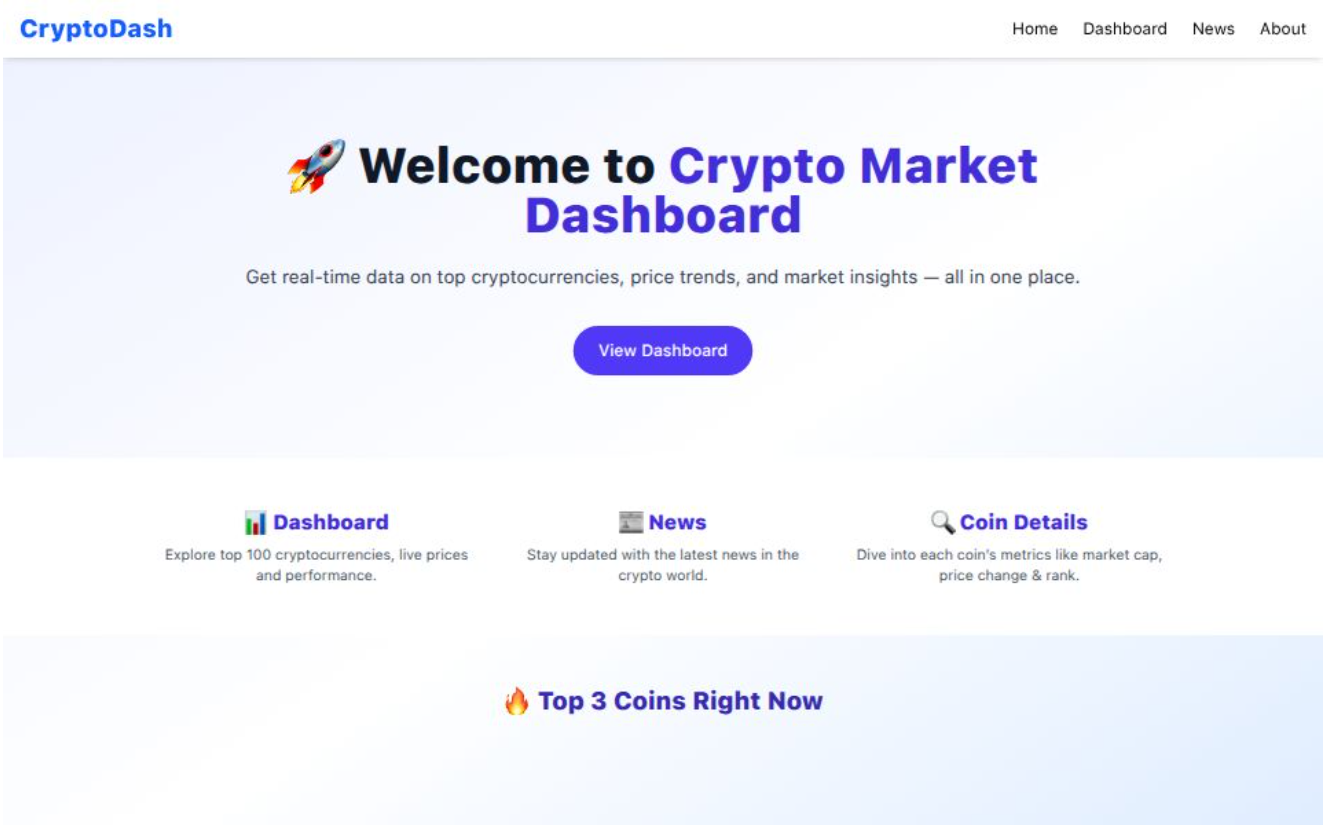 CryptoDash
Home Dashboard News About
🚀 Welcome to Crypto Market
Dashboard
Get real-time data on top cryptocurrencies, price trends, and market insights — all in one place.
View Dashboard
📊 Dashboard
Explore top 100 cryptocurrencies, live prices
and performance.
📰 News
Stay updated with the latest news in the
crypto world.
🔍 Coin Details
Dive into each coin's metrics like market cap,
price change & rank.
🔥 Top 3 Coins Right Now